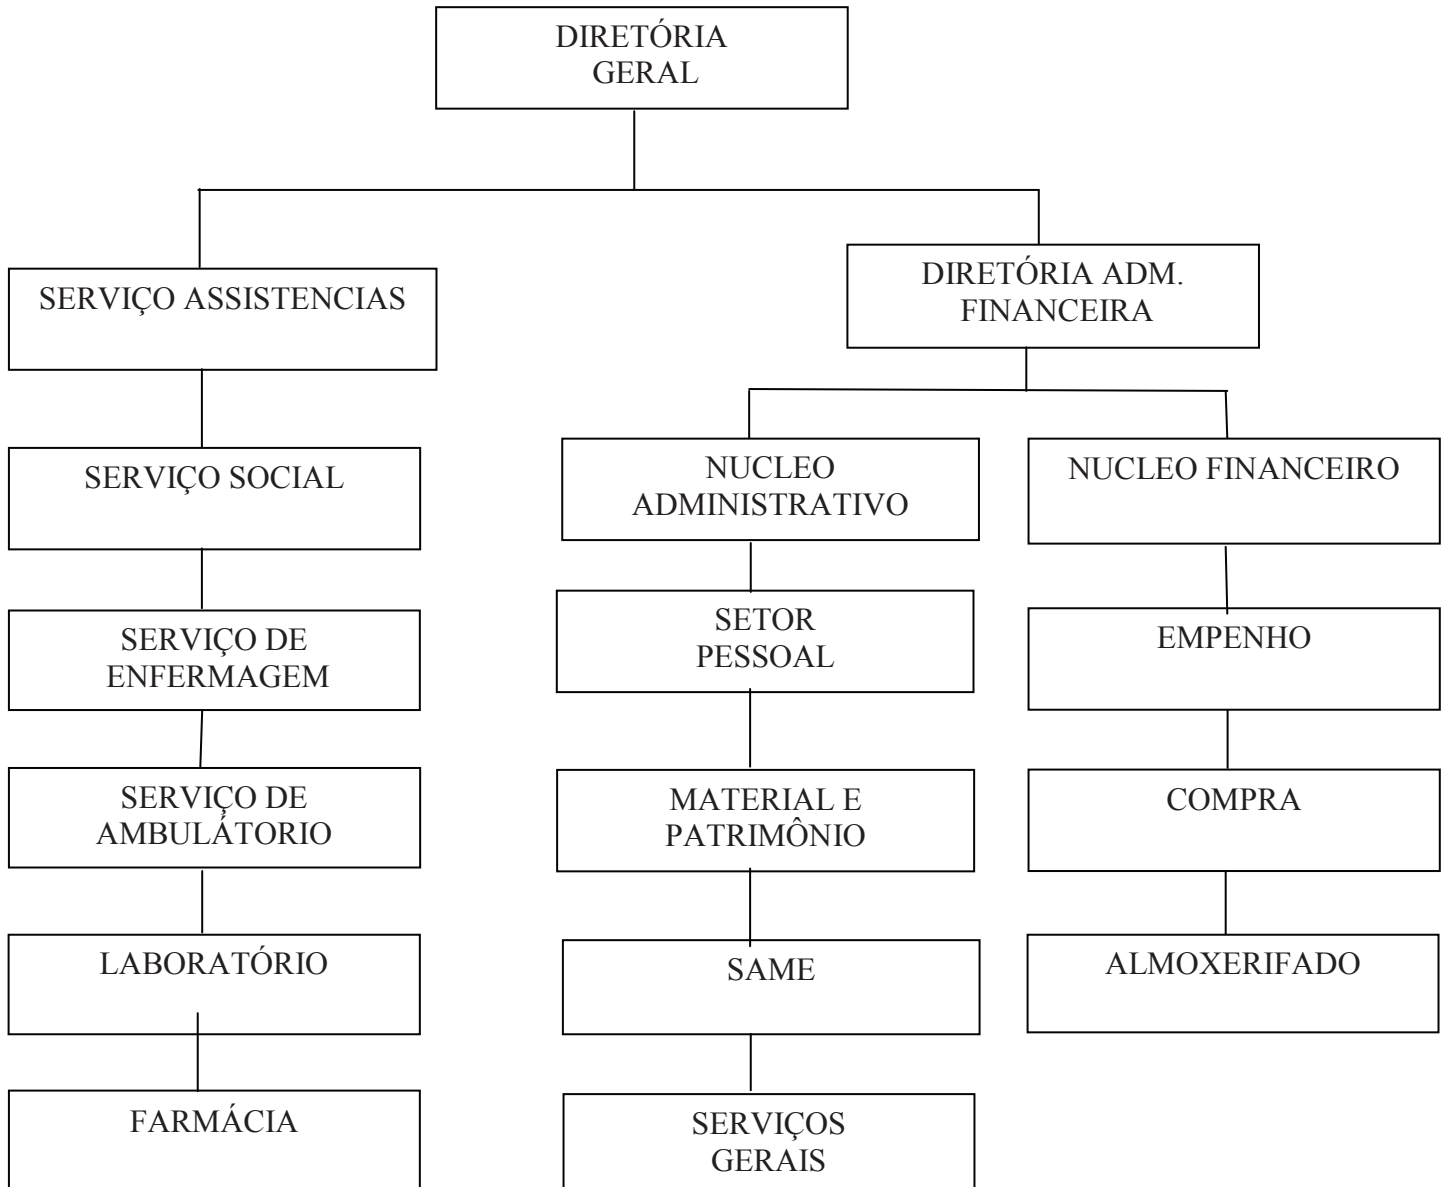 DIRETÓRIA
GERAL
SERVIÇO ASSISTENCIAS
DIRETÓRIA ADM.
FINANCEIRA
SERVIÇO SOCIAL
NUCLEO
ADMINISTRATIVO
NUCLEO FINANCEIRO
SERVIÇO DE
ENFERMAGEM
SETOR
PESSOAL
EMPENHO
SERVIÇO DE
AMBULÁTORIO
MATERIAL E
PATRIMÔNIO
COMPRA
LABORATÓRIO
SAME
ALMOXERIFADO
FARMÁCIA
SERVIÇOS
GERAIS